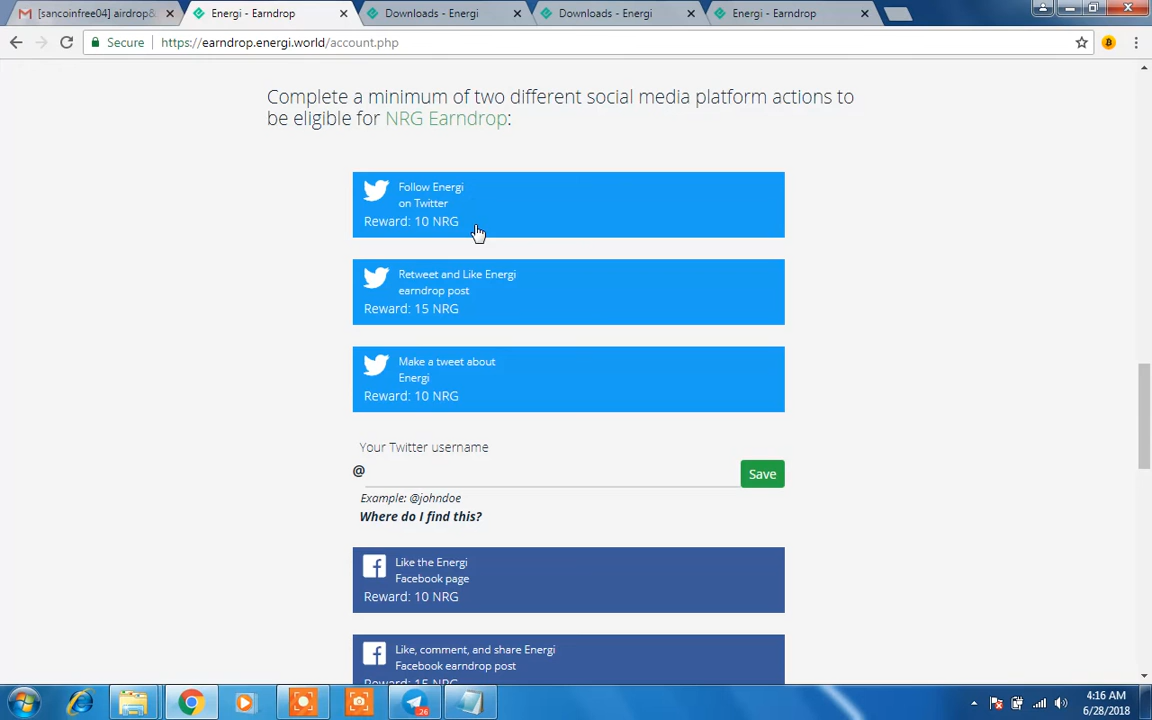 [sancoinfree04] airdrop&
Energi - Earndrop
Downloads - Energi
Downloads - Energi
Energi - Earndrop
Secure
https://earndrop.energi.world/account.php
Complete a minimum of two different social media platform actions to
be eligible for NRG Earndrop:
Follow Energi
on Twitter
Reward: 10 NRG
Retweet and Like Energi
earndrop post
Reward: 15 NRG
Make a tweet about
Energi
Reward: 10 NRG
Your Twitter username
@
Save
Example: @johndoe
Where do I find this?
Like the Energi
Facebook page
Reward: 10 NRG
Like, comment, and share Energi
Facebook earndrop post
Reward: 15 NRG
26
4:16 AM
6/28/2018